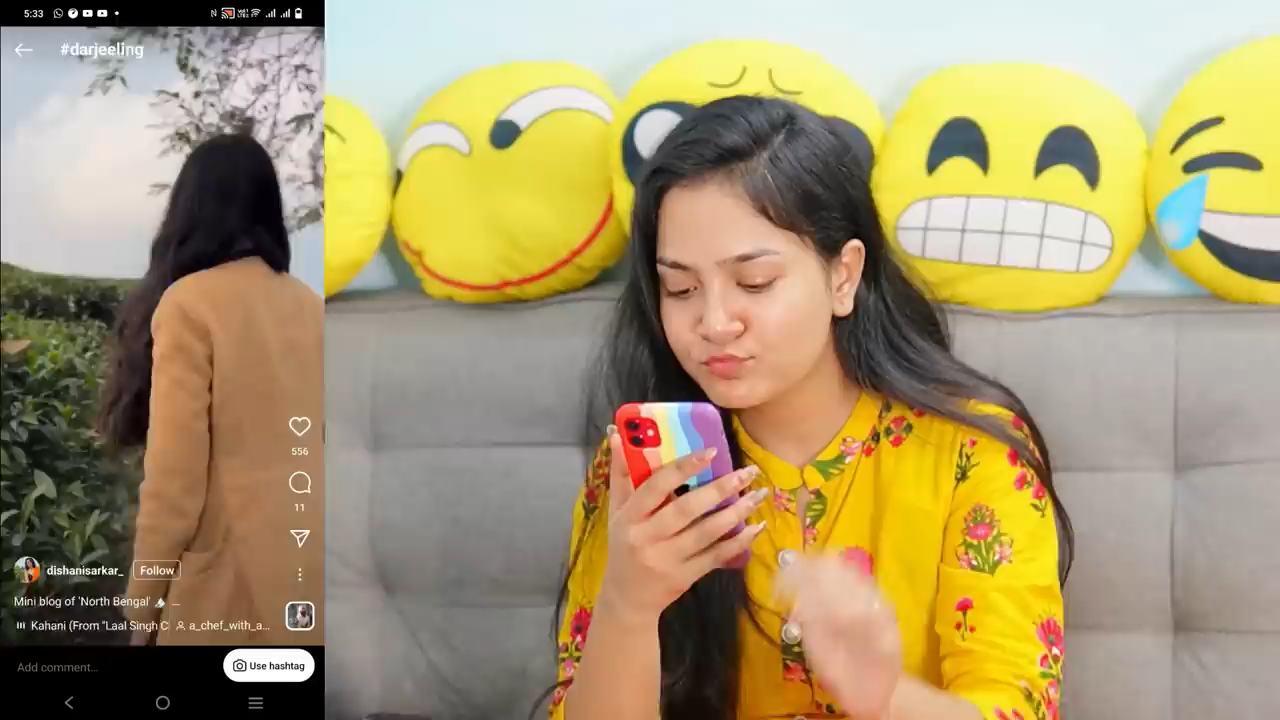 5:33
#darjeeling
556
11
dishanisarkar_ Follow
Mini blog of 'North Bengal' ...
Kahani (From "Laal Singh C a_chef_with_a...
Add comment... Use hashtag